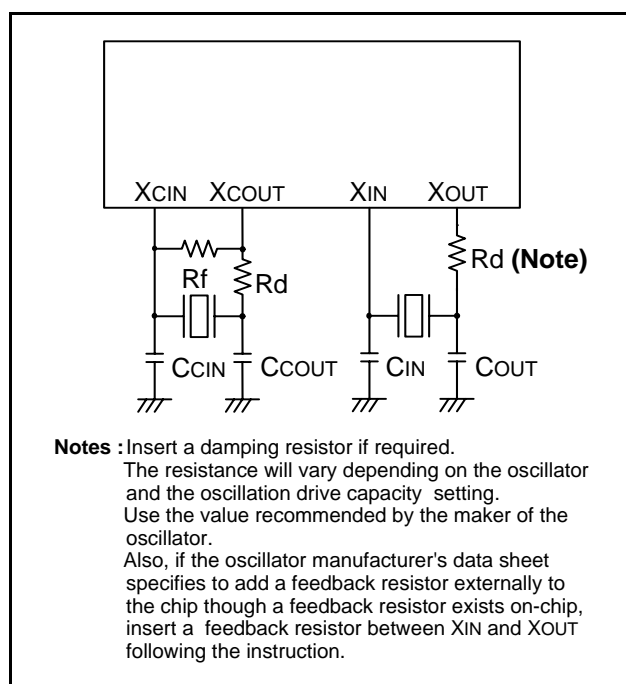 XCIN XCOUT XIN XOUT
Rf Rd Rd (Note)
CCIN CCOUT CIN COUT
Notes : Insert a damping resistor if required.
The resistance will vary depending on the oscillator
and the oscillation drive capacity setting.
Use the value recommended by the maker of the
oscillator.
Also, if the oscillator manufacturer's data sheet
specifies to add a feedback resistor externally to
the chip though a feedback resistor exists on-chip,
insert a feedback resistor between XIN and XOUT
following the instruction.